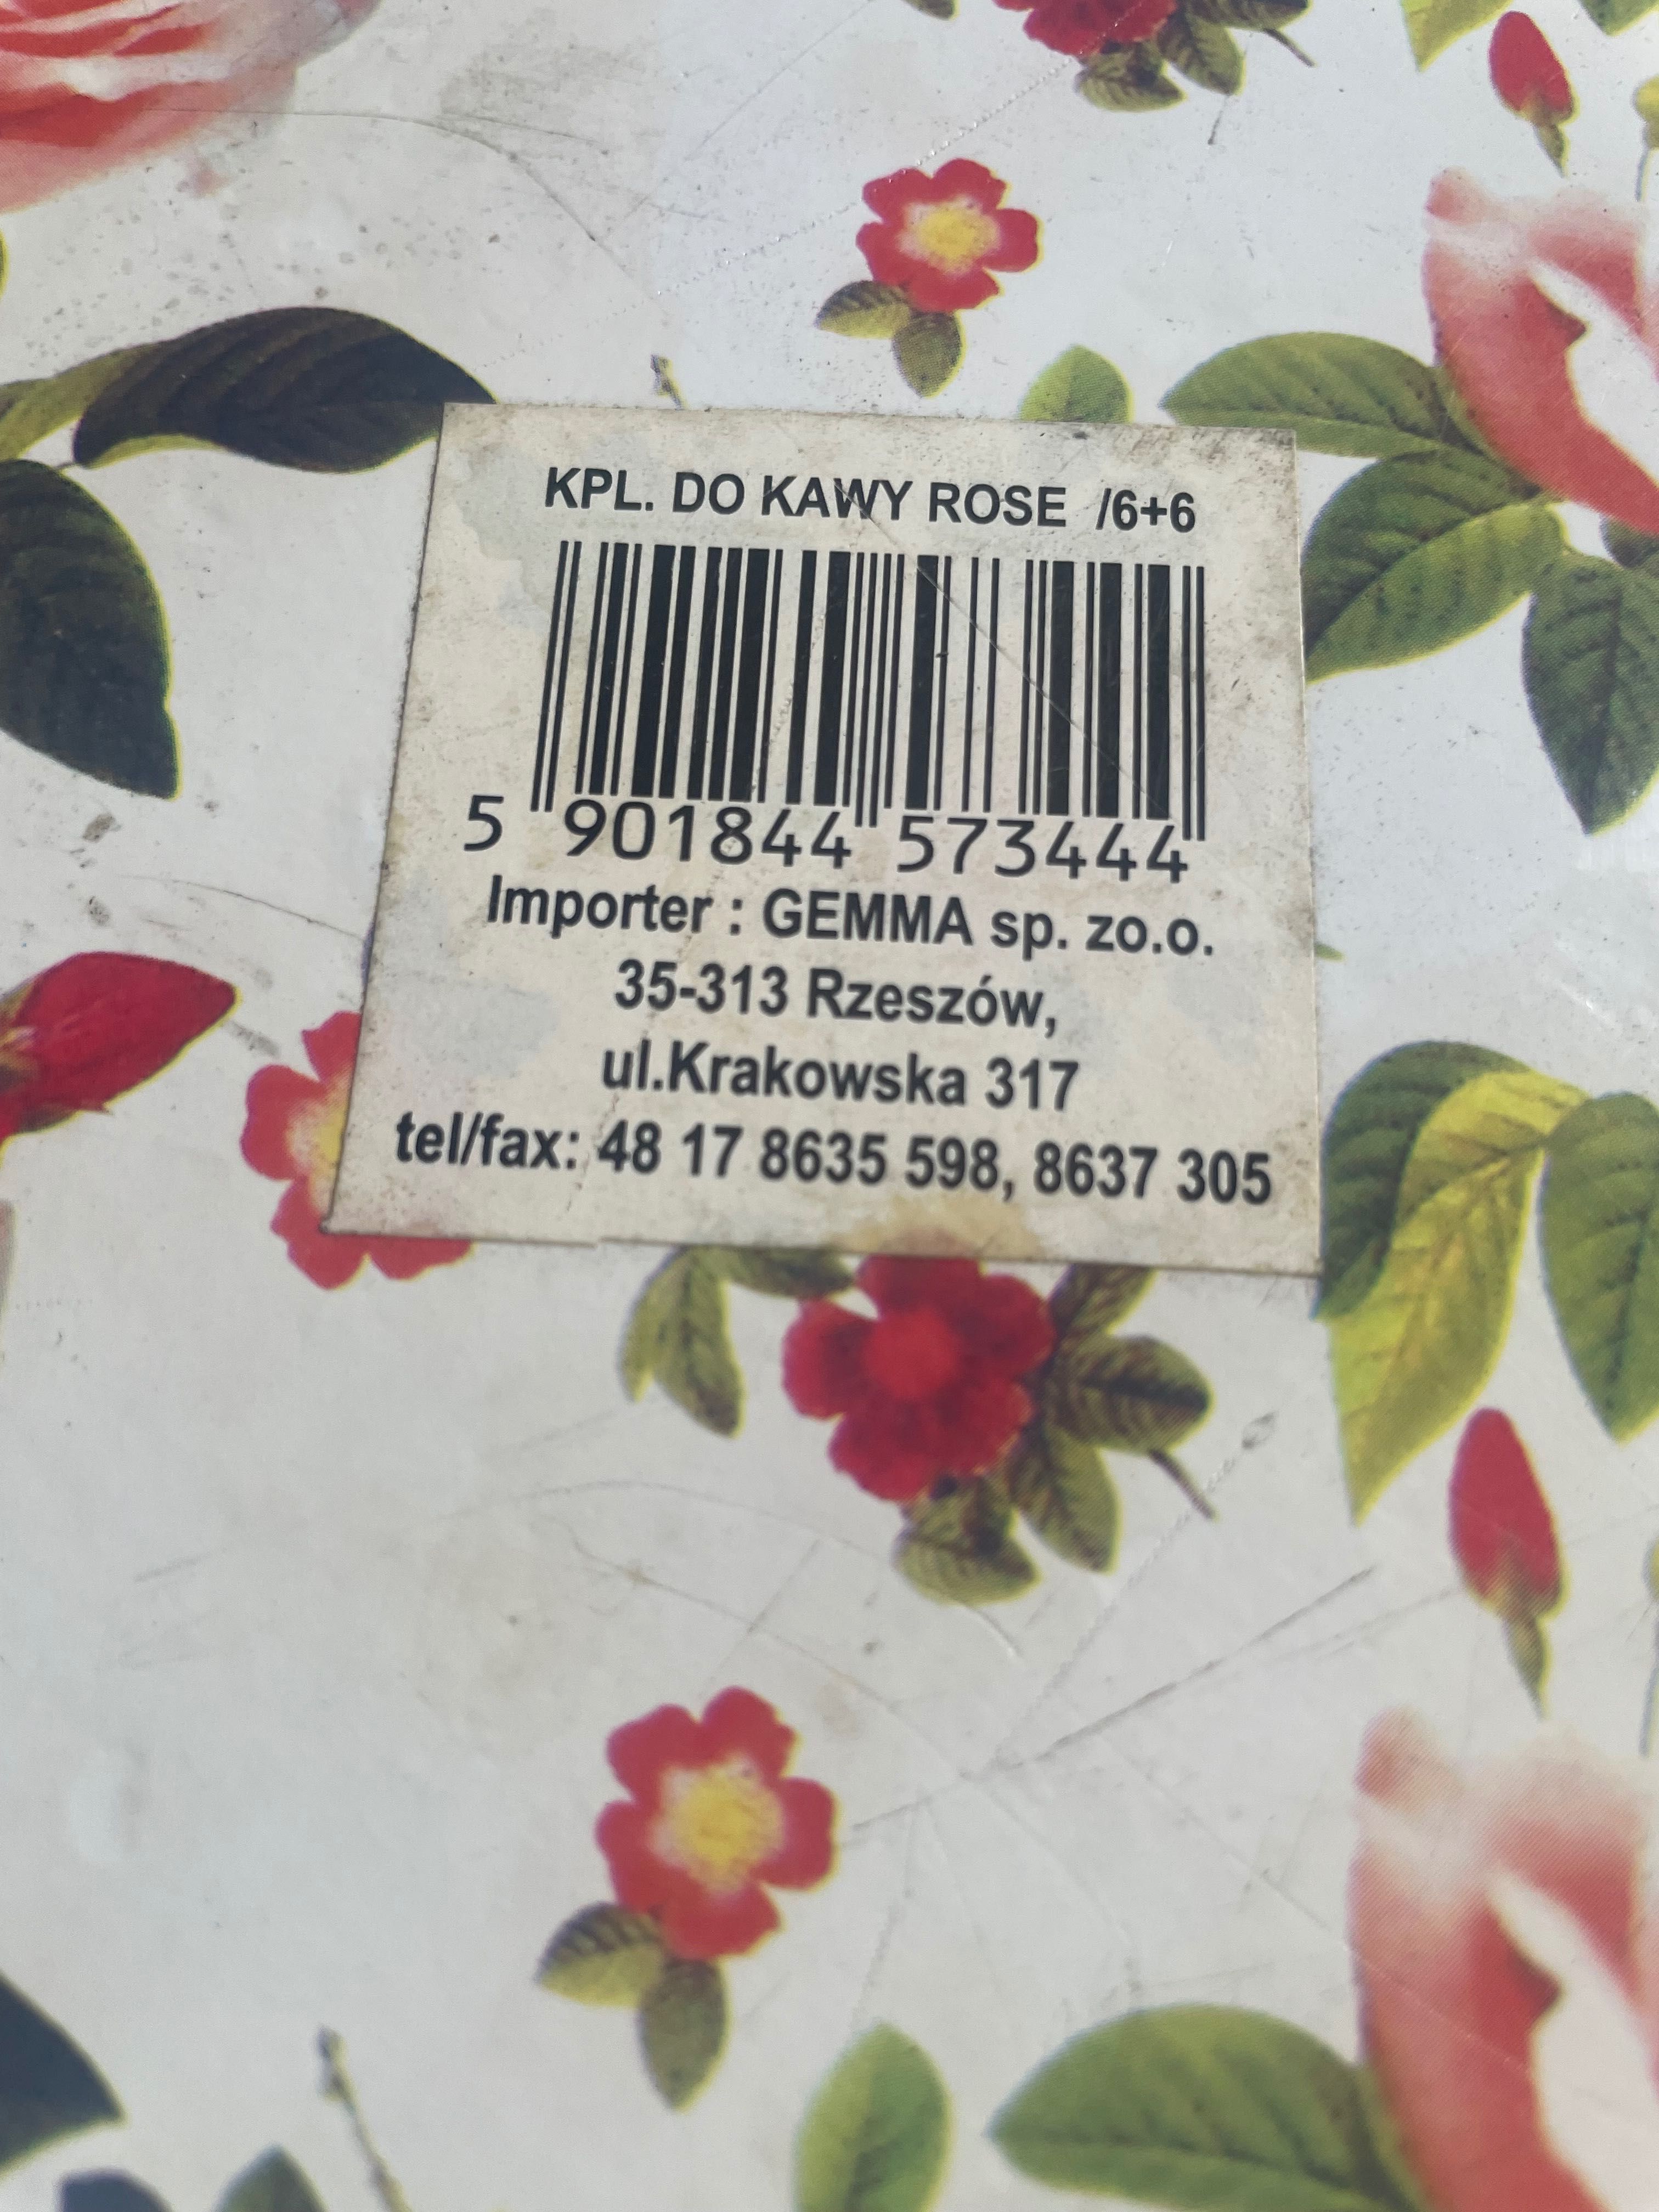 KPL. DO KAWY ROSE /6+6
5 901844 573444
Importer : GEMMA sp. zo.o.
35-313 Rzeszów,
ul.Krakowska 317
tel/fax: 48 17 8635 598, 8637 305